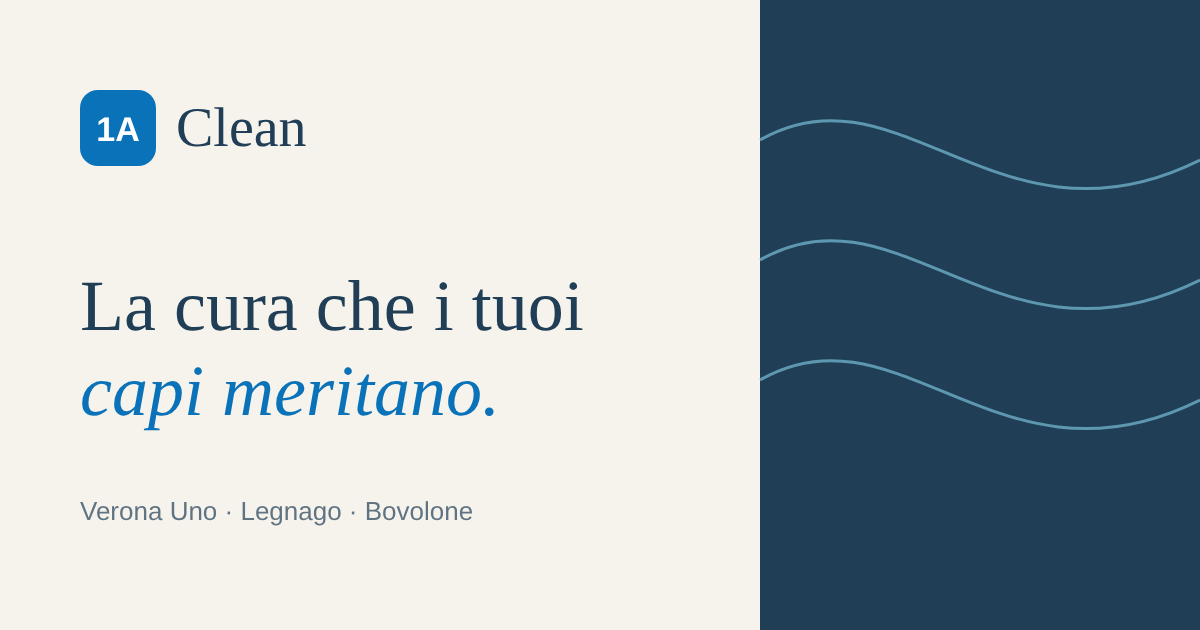 1A Clean
La cura che i tuoi
capi meritano.
Verona Uno · Legnago · Bovolone